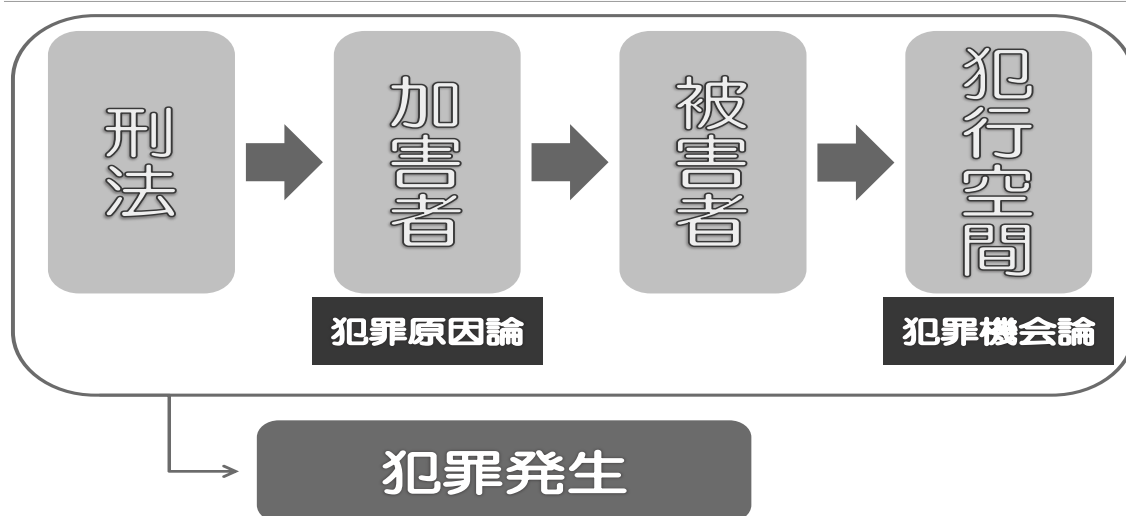 刑法
加害者
被害者
犯行空間
犯罪原因論
犯罪機会論
犯罪発生